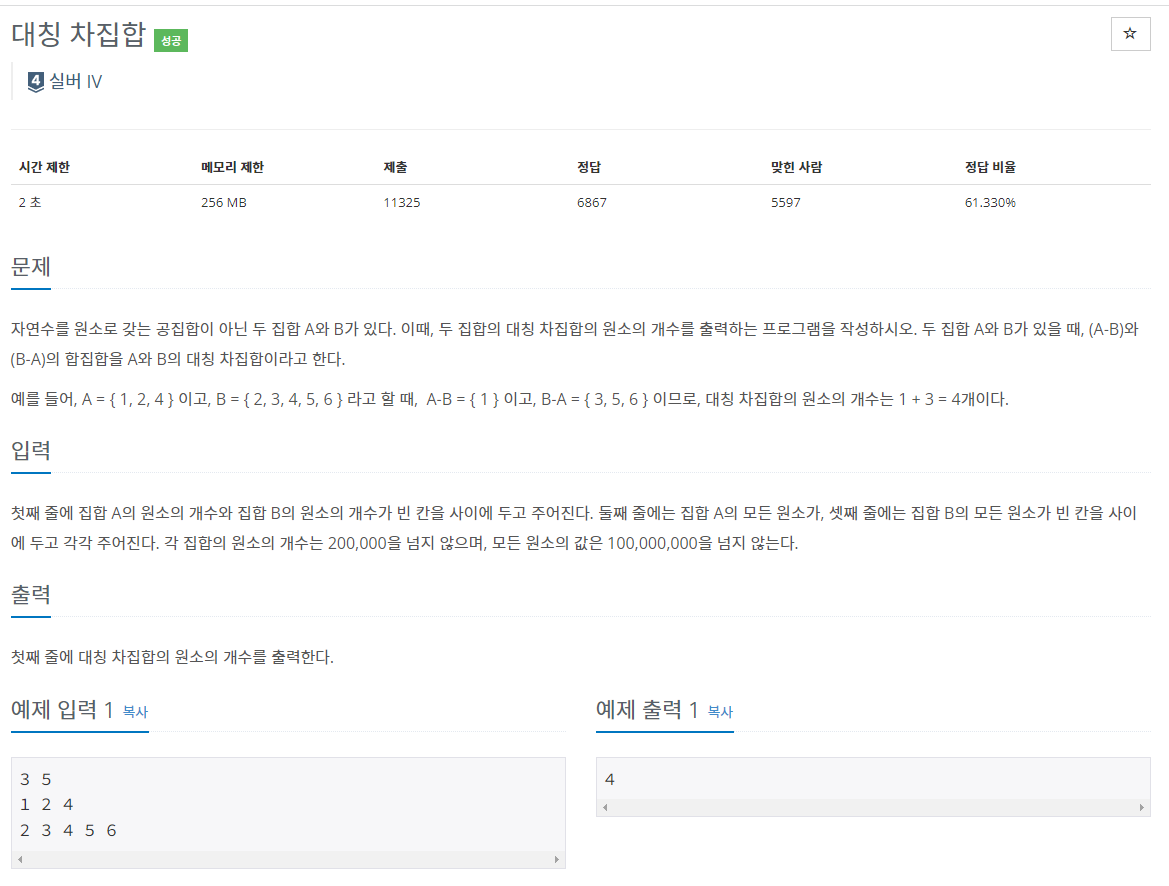 대칭 차집합 성공
☆
4 실버 IV
시간 제한 메모리 제한 제출 정답 맞힌 사람 정답 비율
2 초 256 MB 11325 6867 5597 61.330%
문제
자연수를 원소로 갖는 공집합이 아닌 두 집합 A와 B가 있다. 이때, 두 집합의 대칭 차집합의 원소의 개수를 출력하는 프로그램을 작성하시오. 두 집합 A와 B가 있을 때, (A-B)와
(B-A)의 합집합을 A와 B의 대칭 차집합이라고 한다.
예를 들어, A = { 1, 2, 4 } 이고, B = { 2, 3, 4, 5, 6 } 라고 할 때, A-B = { 1 } 이고, B-A = { 3, 5, 6 } 이므로, 대칭 차집합의 원소의 개수는 1 + 3 = 4개이다.
입력
첫째 줄에 집합 A의 원소의 개수와 집합 B의 원소의 개수가 빈 칸을 사이에 두고 주어진다. 둘째 줄에는 집합 A의 모든 원소가, 셋째 줄에는 집합 B의 모든 원소가 빈 칸을 사이
에 두고 각각 주어진다. 각 집합의 원소의 개수는 200,000을 넘지 않으며, 모든 원소의 값은 100,000,000을 넘지 않는다.
출력
첫째 줄에 대칭 차집합의 원소의 개수를 출력한다.
예제 입력 1 복사
3 5
1 2 4
2 3 4 5 6
예제 출력 1 복사
4